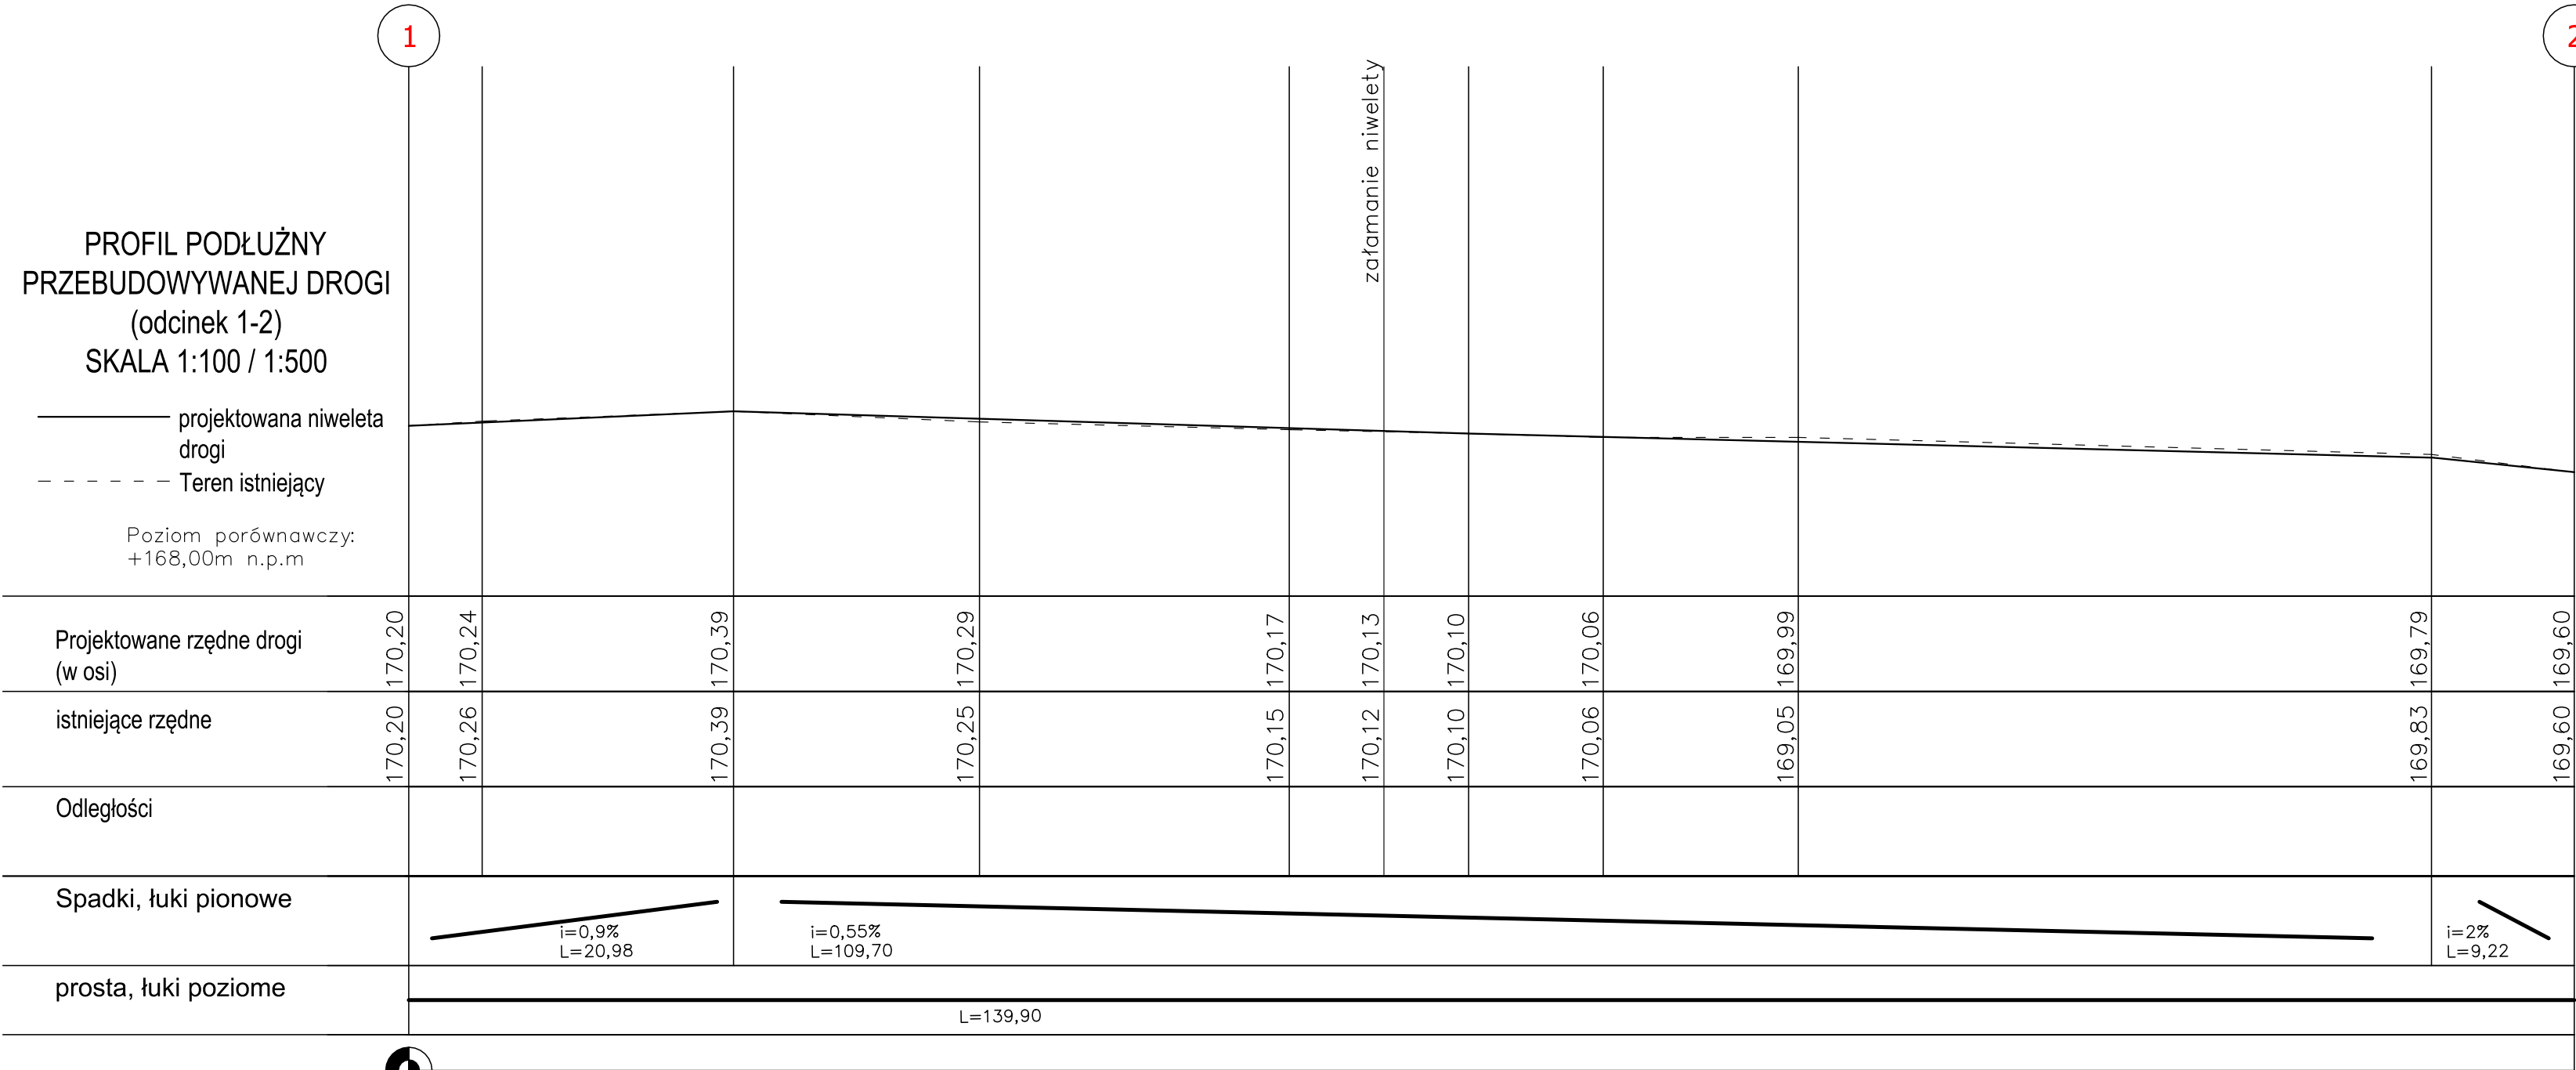 1
2
załamanie niwelety
PROFIL PODŁUŻNY
PRZEBUDOWYWANEJ DROGI
(odcinek 1-2)
SKALA 1:100 / 1:500
projektowana niweleta
drogi
Teren istniejący
Poziom porównawczy:
+168,00m n.p.m
Projektowane rzędne drogi
(w osi)
170,20 170,24 170,39 170,29 170,17 170,13 170,10 170,06 169,99 169,79 169,60
istniejące rzędne
170,20 170,26 170,39 170,25 170,15 170,12 170,10 170,06 169,05 169,83 169,60
Odległości
Spadki, łuki pionowe
i=0,9%
L=20,98
i=0,55%
L=109,70
i=2%
L=9,22
prosta, łuki poziome
L=139,90